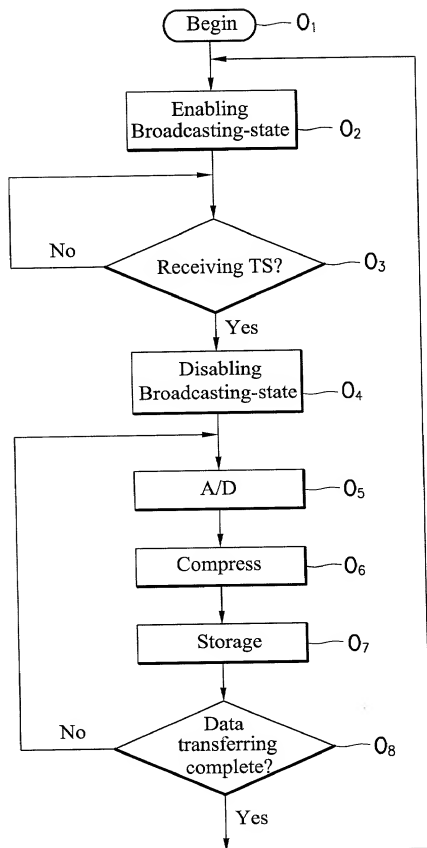 Begin
O1
Enabling
Broadcasting-state
O2
No
Receiving TS?
O3
Yes
Disabling
Broadcasting-state
O4
A/D
O5
Compress
O6
Storage
O7
No
Data
transferring
complete?
O8
Yes